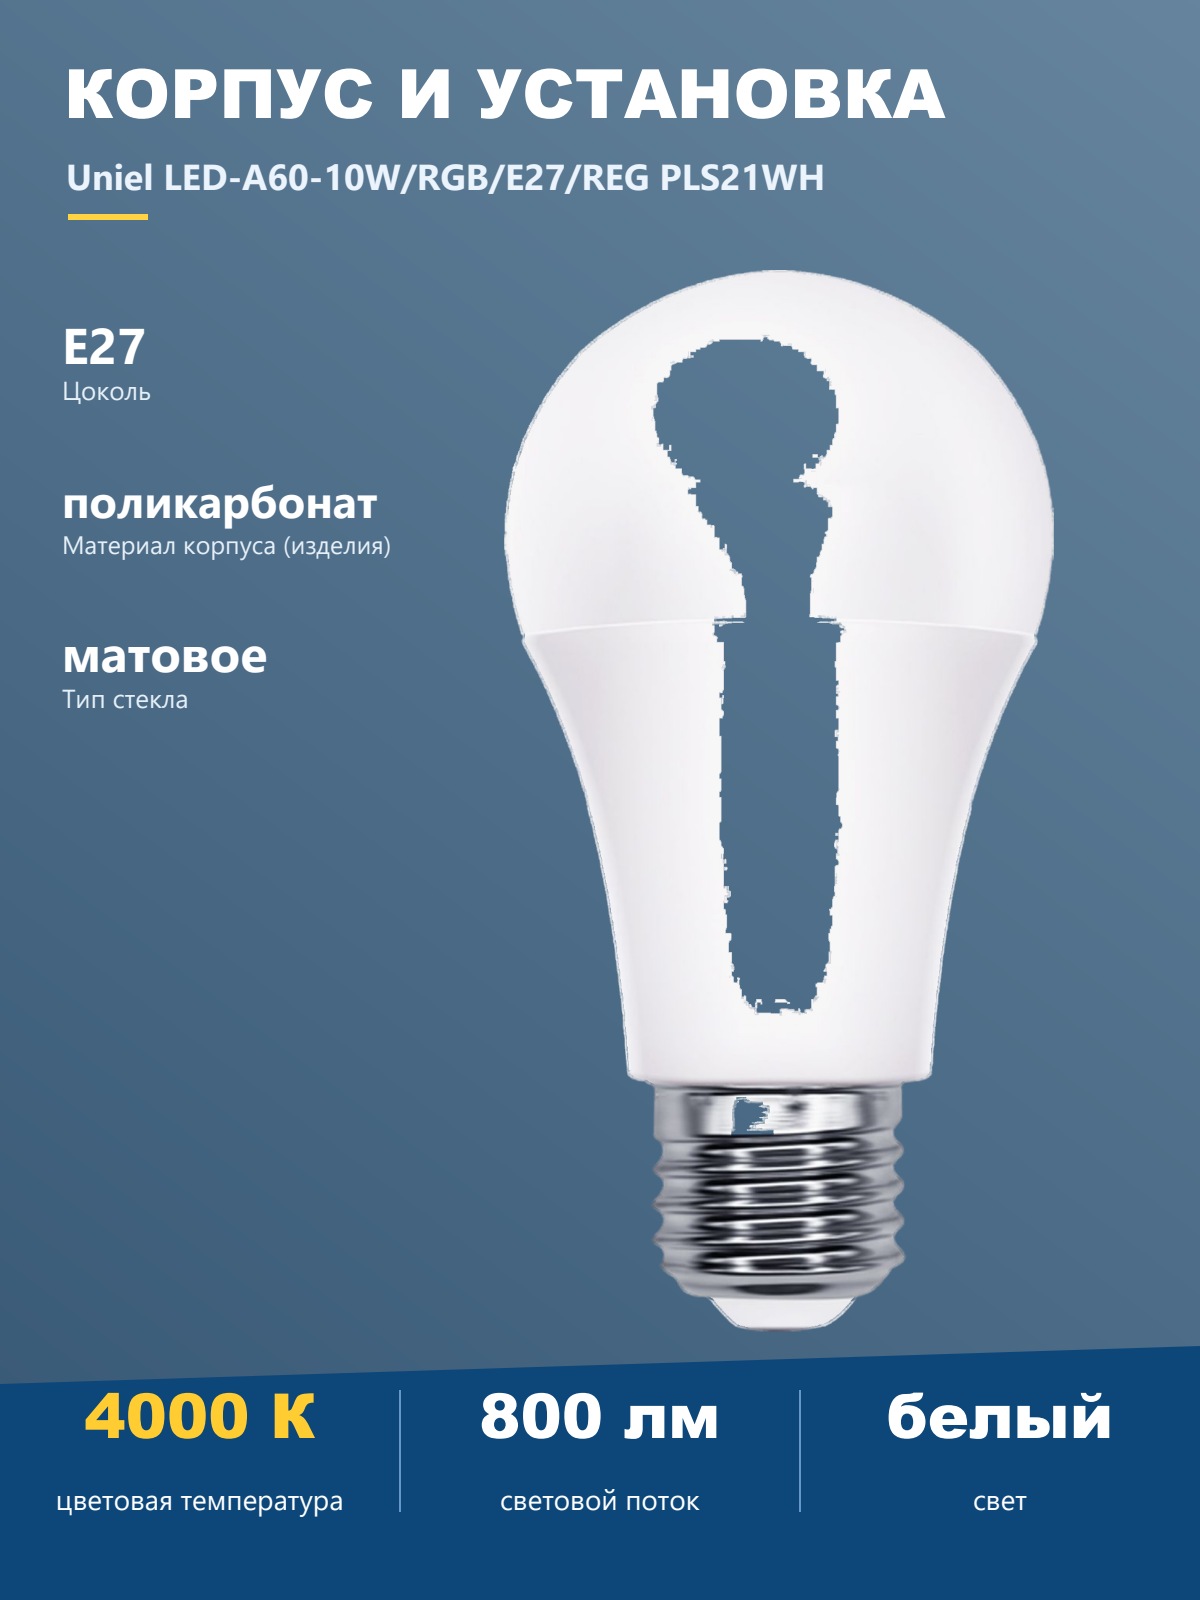 КОРПУС И УСТАНОВКА
Uniel LED-A60-10W/RGB/E27/REG PLS21WH
E27
Цоколь
поликарбонат
Материал корпуса (изделия)
матовое
Тип стекла
4000 К
800 лм
белый
цветовая температура
световой поток
свет